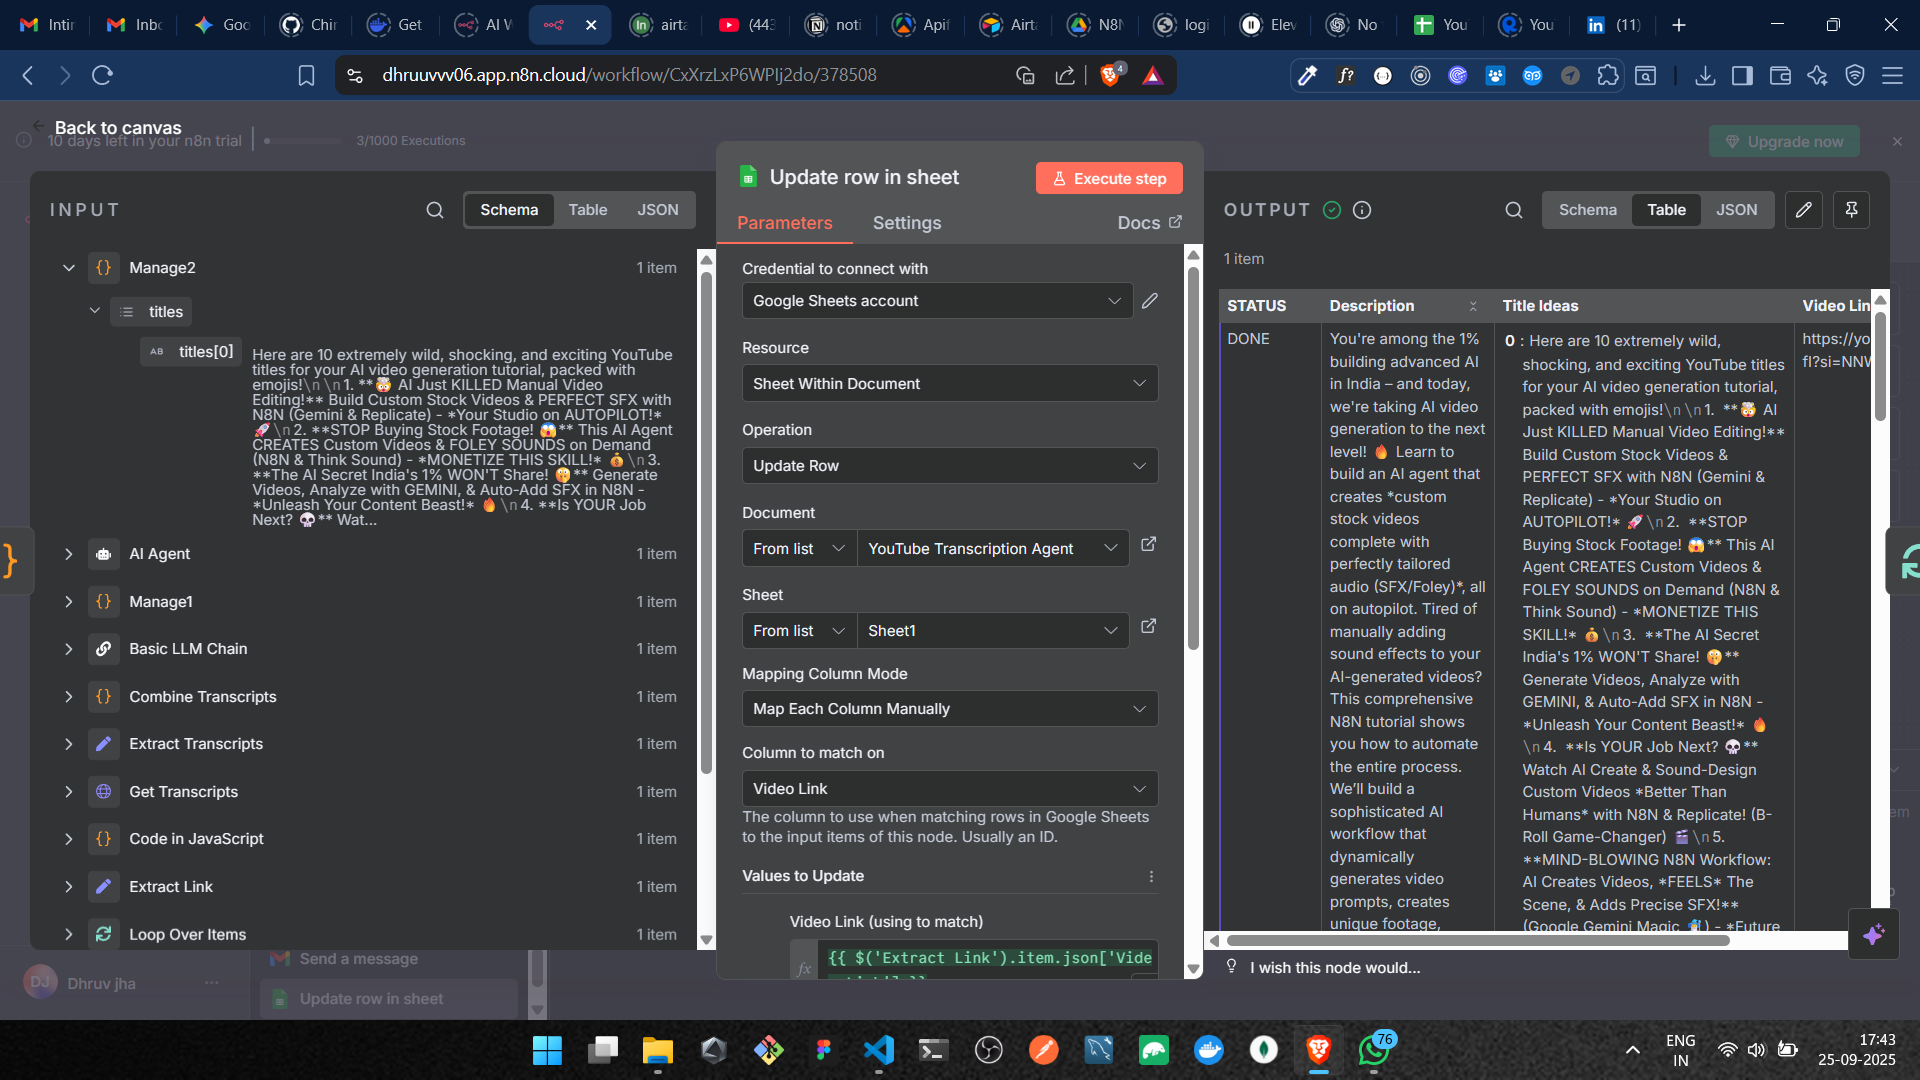 Intin
Inbo
Goo
Chir
Get
AI W
airta
(443
noti
Apif
Airta
N8N
logi
Elev
No
You
You
(11)
dhruuvvv06.app.n8n.cloud/workflow/CxXrzLxP6WPIj2do/378508
4
Back to canvas
10 days left in your n8n trial
3/1000 Executions
Upgrade now
INPUT
Schema
Table
JSON
Manage2
1 item
titles
titles[0]
Here are 10 extremely wild, shocking, and exciting YouTube
titles for your AI video generation tutorial, packed with
emojis!\n\n1. **🤯 AI Just KILLED Manual Video
Editing!** Build Custom Stock Videos & PERFECT SFX with
N8N (Gemini & Replicate) - *Your Studio on AUTOPILOT!*
🚀\n2. **STOP Buying Stock Footage! 😱** This AI Agent
CREATES Custom Videos & FOLEY SOUNDS on Demand
(N8N & Think Sound) - *MONETIZE THIS SKILL!* 💰\n3.
**The AI Secret India's 1% WON'T Share! 🤫** Generate
Videos, Analyze with GEMINI, & Auto-Add SFX in N8N -
*Unleash Your Content Beast!* 🔥\n4. **Is YOUR Job
Next? 💀** Wat...
AI Agent
1 item
Manage1
1 item
Basic LLM Chain
1 item
Combine Transcripts
1 item
Extract Transcripts
1 item
Get Transcripts
1 item
Code in JavaScript
1 item
Extract Link
1 item
Loop Over Items
1 item
Update row in sheet
Execute step
Parameters
Settings
Docs
Credential to connect with
Google Sheets account
Resource
Sheet Within Document
Operation
Update Row
Document
From list
YouTube Transcription Agent
Sheet
From list
Sheet1
Mapping Column Mode
Map Each Column Manually
Column to match on
Video Link
The column to use when matching rows in Google Sheets
to the input items of this node. Usually an ID.
Values to Update
Video Link (using to match)
fx
{{ $('Extract Link').item.json['Vide
OUTPUT
Schema
Table
JSON
1 item
STATUS
Description
Title Ideas
Video Lin
DONE
You're among the 1%
building advanced AI
in India – and today,
we're taking AI video
generation to the next
level! 🔥 Learn to
build an AI agent that
creates *custom
stock videos
complete with
perfectly tailored
audio (SFX/Foley)*, all
on autopilot. Tired of
manually adding
sound effects to your
AI-generated videos?
This comprehensive
N8N tutorial shows
you how to automate
the entire process.
We'll build a
sophisticated AI
workflow that
dynamically
generates video
prompts, creates
unique footage,
0 : Here are 10 extremely wild,
shocking, and exciting YouTube
titles for your AI video
generation tutorial,
packed with emojis!\n\n1. **🤯 AI
Just KILLED Manual Video Editing!**
Build Custom Stock Videos &
PERFECT SFX with N8N (Gemini &
Replicate) - *Your Studio on
AUTOPILOT!* 🚀\n2. **STOP
Buying Stock Footage! 😱** This AI
Agent CREATES Custom Videos &
FOLEY SOUNDS on Demand (N8N &
Think Sound) - *MONETIZE THIS
SKILL!* 💰\n3. **The AI Secret
India's 1% WON'T Share! 🤫**
Generate Videos, Analyze with
GEMINI, & Auto-Add SFX in N8N -
*Unleash Your Content Beast!* 🔥
\n4. **Is YOUR Job Next? 💀**
Watch AI Create & Sound-Design
Custom Videos *Better Than
Humans* with N8N & Replicate! (B-
Roll Game-Changer) 🎬\n5.
**MIND-BLOWING N8N Workflow:
AI Creates Videos, *FEELS* The
Scene, & Adds Precise SFX!**
(Google Gemini Magic 🧙) - *Future
https://yo
fl?si=NNW
I wish this node would...
DJ
Dhruv jha
Send a message
Update row in sheet
76
ENG
IN
17:43
25-09-2025